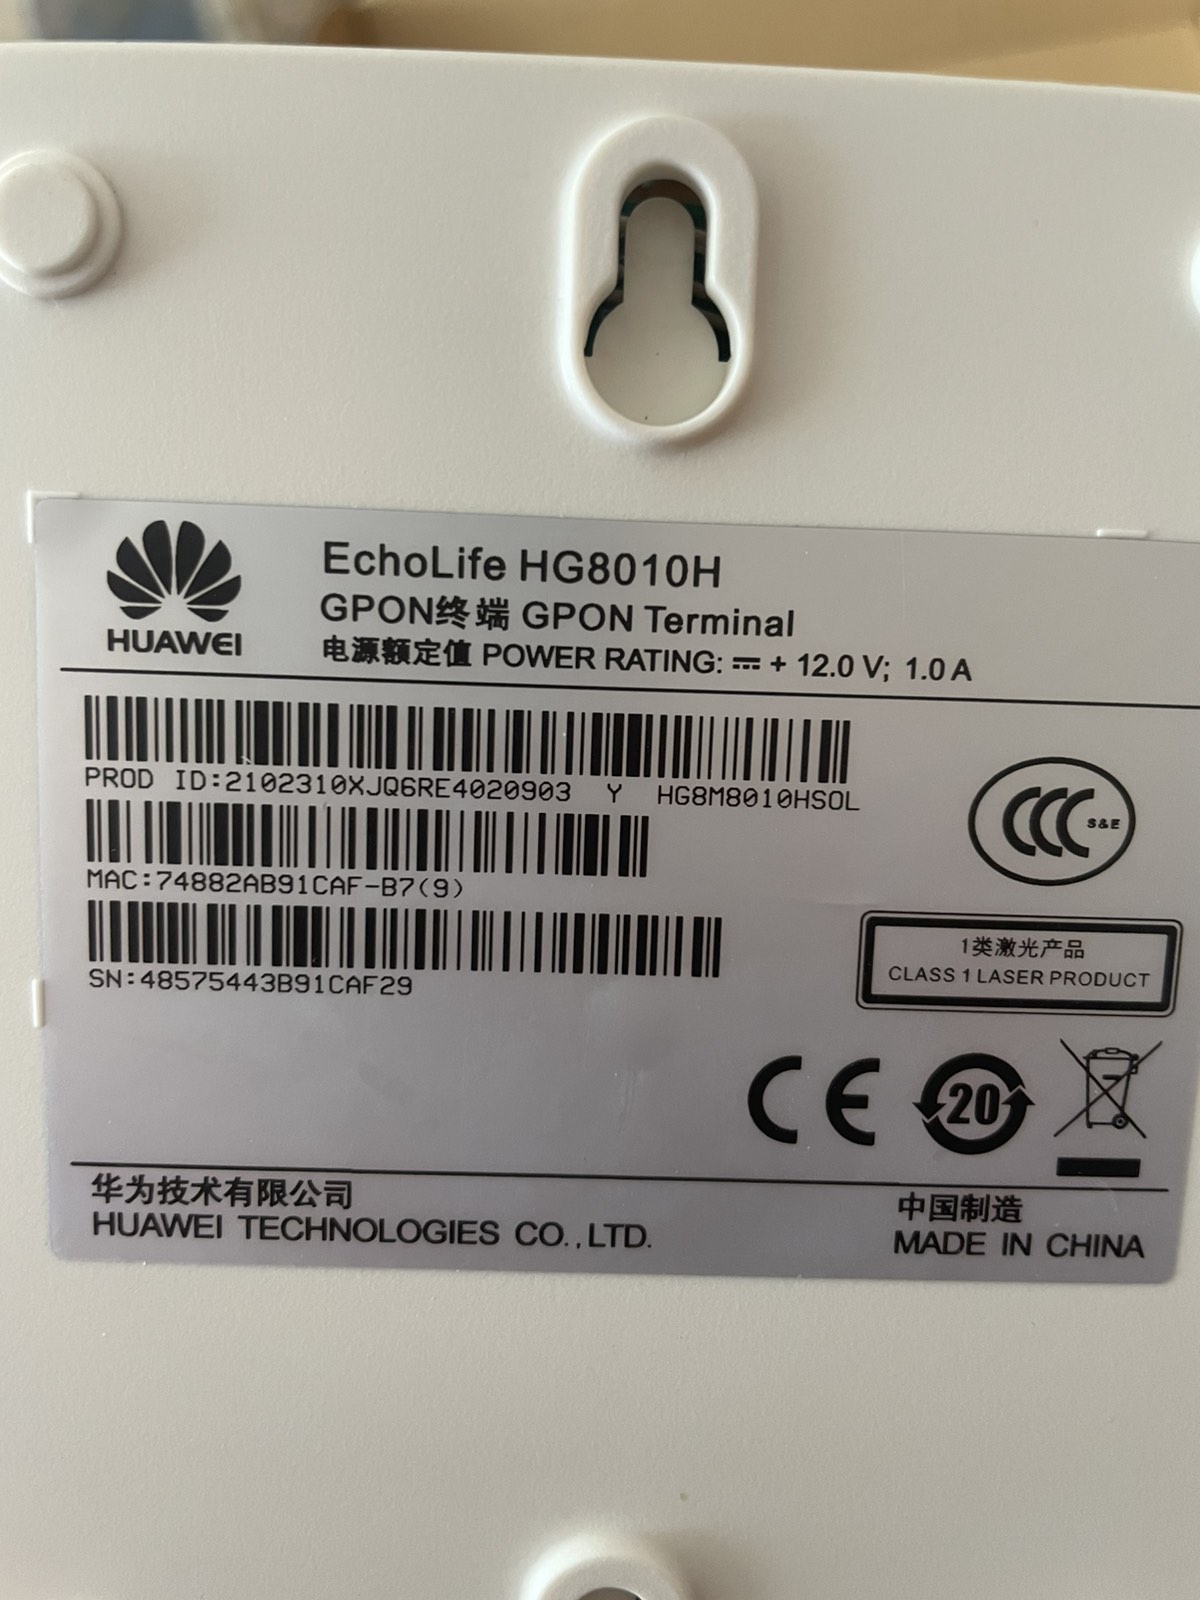 HUAWEI
EchoLife HG8010H
GPON终端 GPON Terminal
电源额定值 POWER RATING: ⎓ + 12.0 V; 1.0 A
PROD ID:2102310XJQ6RE4020903 Y HG8M8010HSOL
MAC:74882AB91CAF-B7(9)
SN:48575443B91CAF29
CCC S&E
1类激光产品
CLASS 1 LASER PRODUCT
CE
20
华为技术有限公司
HUAWEI TECHNOLOGIES CO.,LTD.
中国制造
MADE IN CHINA